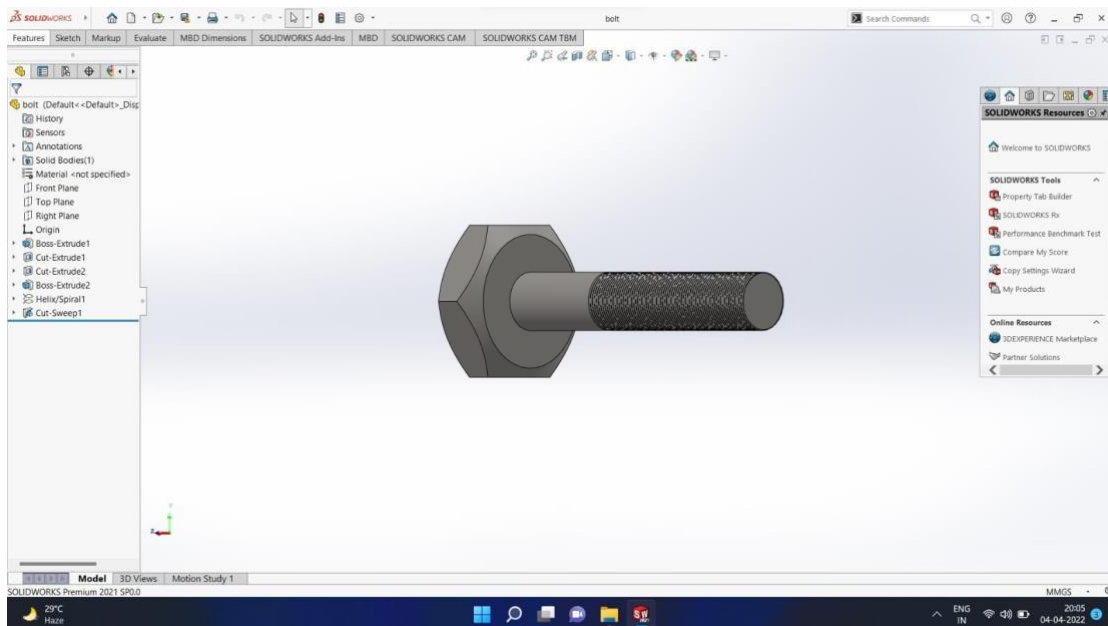 SOLIDWORKS
bolt
Search Commands
Features Sketch Markup Evaluate MBD Dimensions SOLIDWORKS Add-Ins MBD SOLIDWORKS CAM SOLIDWORKS CAM TBM
bolt (Default<<Default>_Disp
History
Sensors
Annotations
Solid Bodies(1)
Material <not specified>
Front Plane
Top Plane
Right Plane
Origin
Boss-Extrude1
Cut-Extrude1
Cut-Extrude2
Boss-Extrude2
Helix/Spiral1
Cut-Sweep1
SOLIDWORKS Resources
Welcome to SOLIDWORKS
SOLIDWORKS Tools
Property Tab Builder
SOLIDWORKS Rx
Performance Benchmark Test
Compare My Score
Copy Settings Wizard
My Products
Online Resources
3DEXPERIENCE Marketplace
Partner Solutions
Y
Z
Model 3D Views Motion Study 1
SOLIDWORKS Premium 2021 SP0.0
MMGS
29°C
Haze
SW
ENG
IN
20:05
04-04-2022